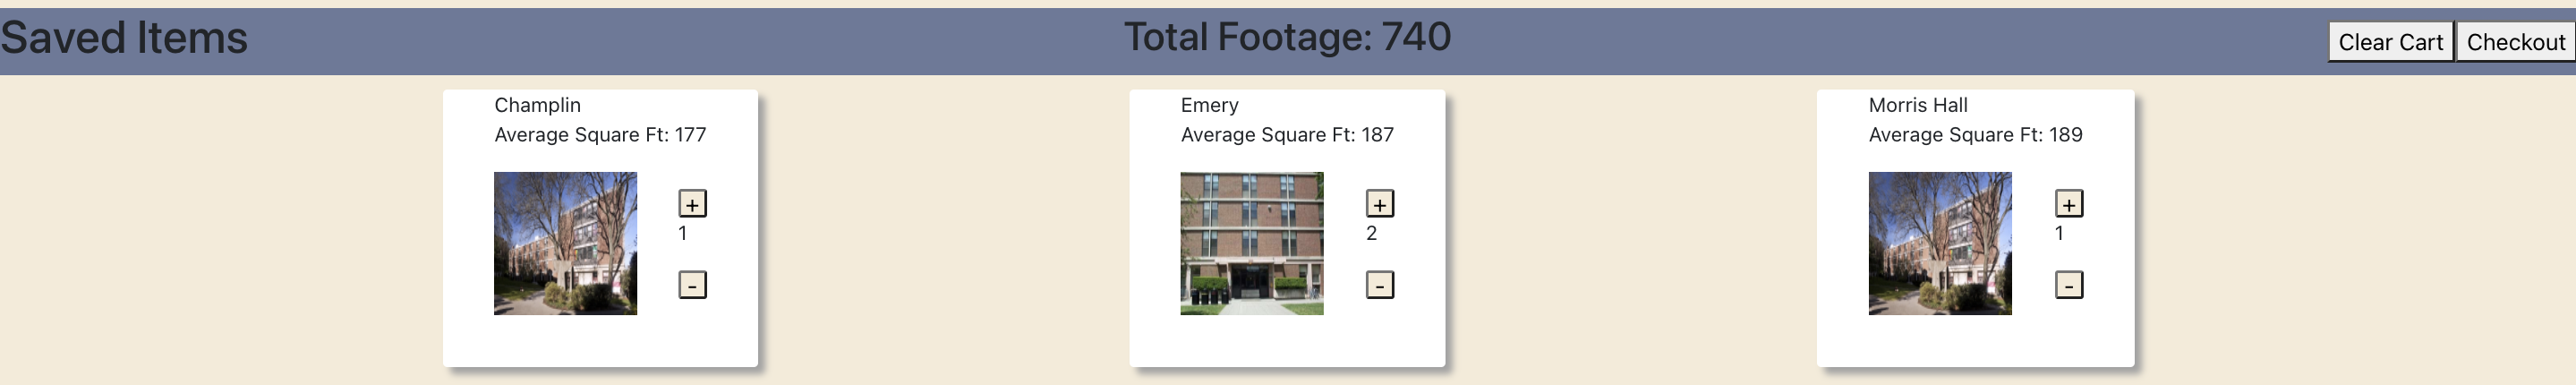 Saved Items
Total Footage: 740
Clear Cart
Checkout
Champlin
Average Square Ft: 177
+
1
-
Emery
Average Square Ft: 187
+
2
-
Morris Hall
Average Square Ft: 189
+
1
-